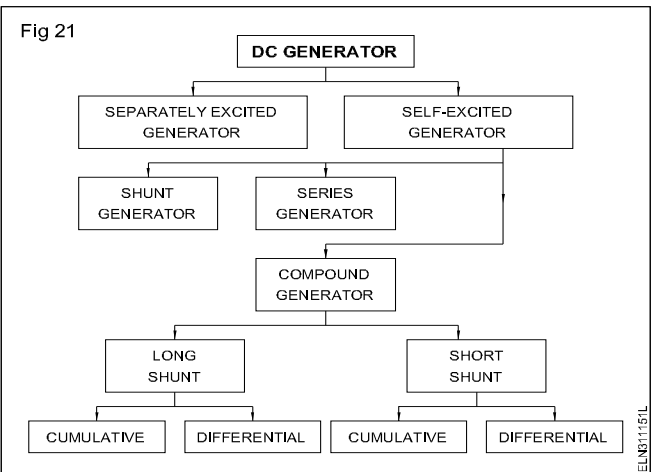 Fig 21
DC GENERATOR
SEPARATELY EXCITED
GENERATOR
SELF-EXCITED
GENERATOR
SHUNT
GENERATOR
SERIES
GENERATOR
COMPOUND
GENERATOR
LONG
SHUNT
SHORT
SHUNT
CUMULATIVE
DIFFERENTIAL
CUMULATIVE
DIFFERENTIAL
ELN311151L